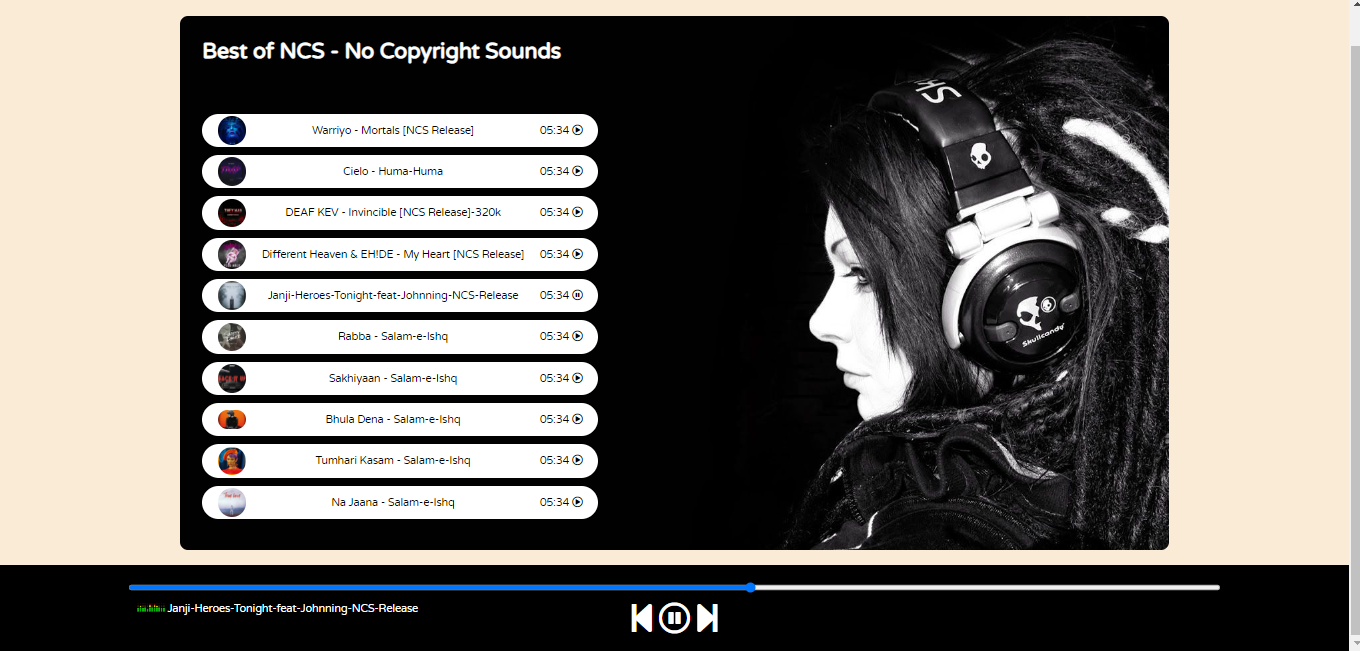 Best of NCS - No Copyright Sounds
Warriyo - Mortals [NCS Release] 05:34
Cielo - Huma-Huma 05:34
DEAF KEV - Invincible [NCS Release]-320k 05:34
Different Heaven & EH!DE - My Heart [NCS Release] 05:34
Janji-Heroes-Tonight-feat-Johnning-NCS-Release 05:34
Rabba - Salam-e-Ishq 05:34
Sakhiyaan - Salam-e-Ishq 05:34
Bhula Dena - Salam-e-Ishq 05:34
Tumhari Kasam - Salam-e-Ishq 05:34
Na Jaana - Salam-e-Ishq 05:34
Skullcandy
Janji-Heroes-Tonight-feat-Johnning-NCS-Release